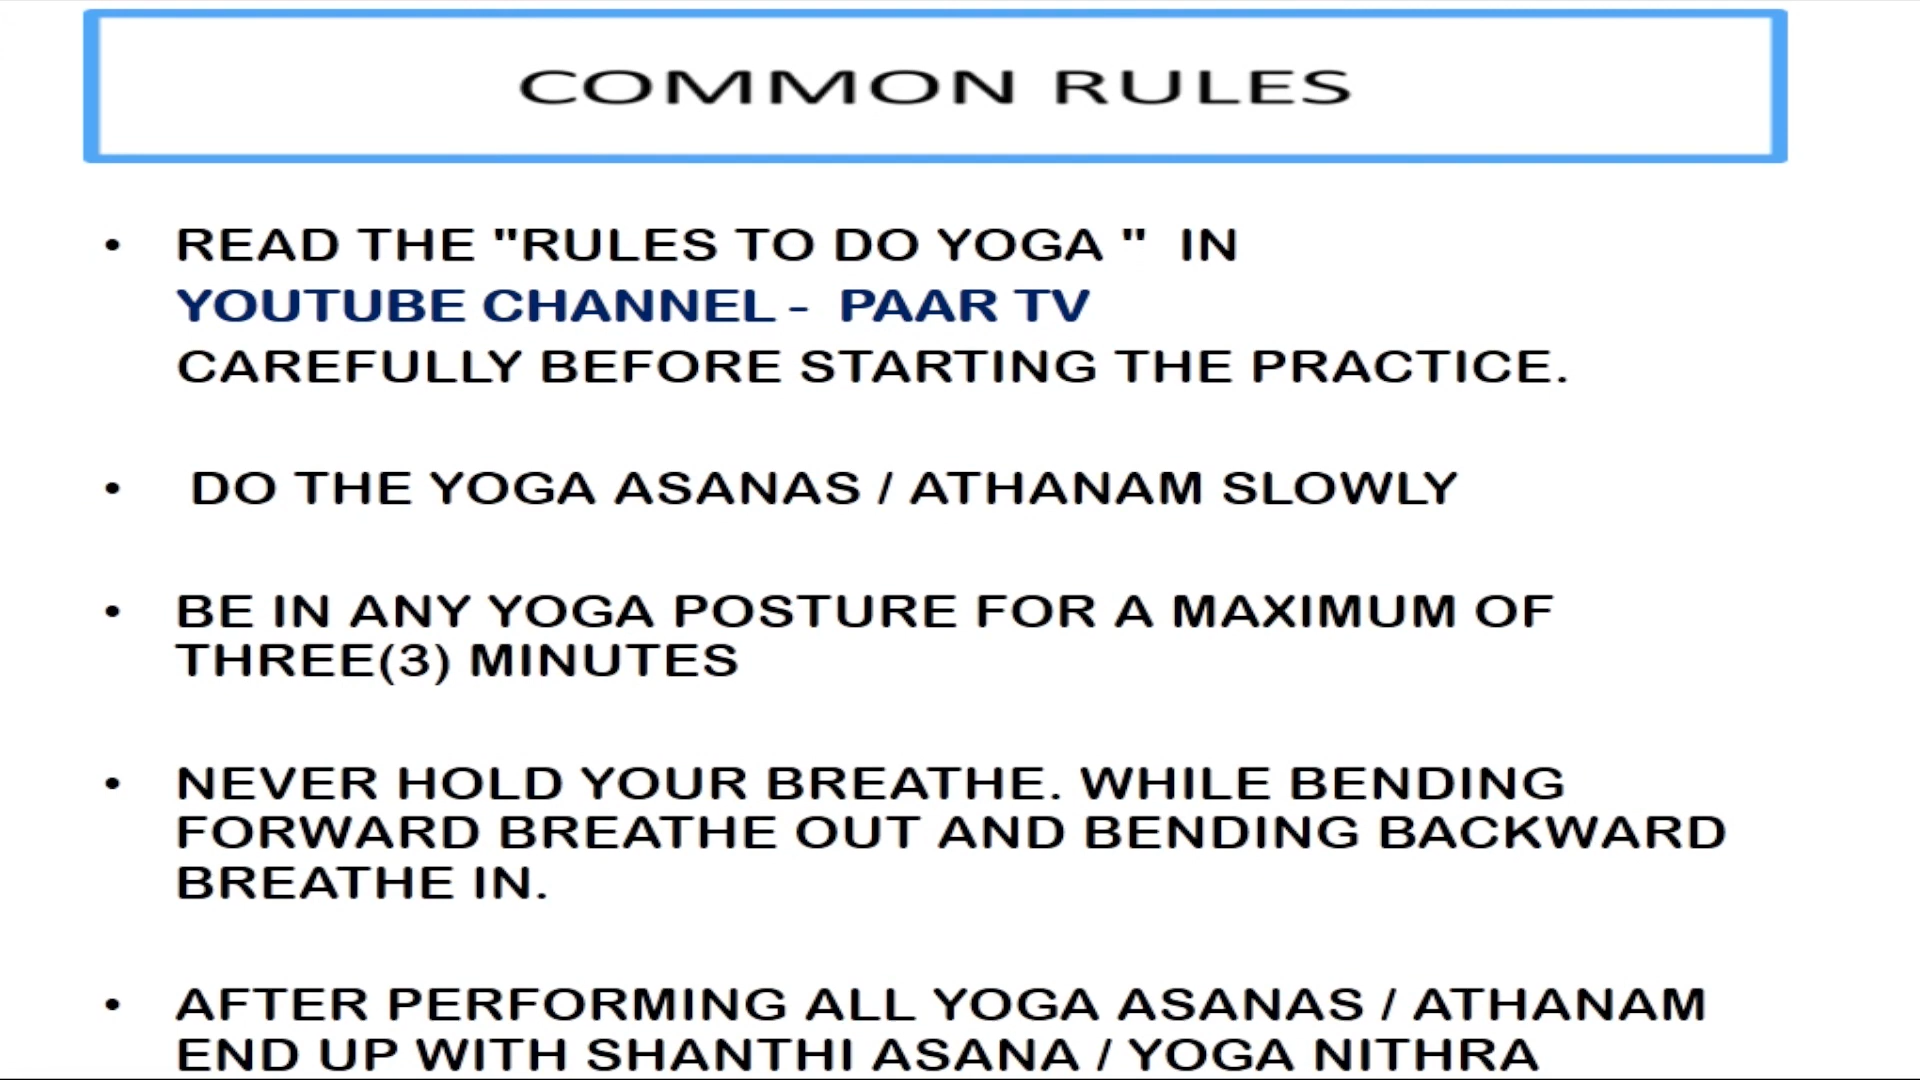 COMMON RULES
• READ THE "RULES TO DO YOGA " IN
YOUTUBE CHANNEL - PAAR TV
CAREFULLY BEFORE STARTING THE PRACTICE.
• DO THE YOGA ASANAS / ATHANAM SLOWLY
• BE IN ANY YOGA POSTURE FOR A MAXIMUM OF
THREE(3) MINUTES
• NEVER HOLD YOUR BREATHE. WHILE BENDING
FORWARD BREATHE OUT AND BENDING BACKWARD
BREATHE IN.
• AFTER PERFORMING ALL YOGA ASANAS / ATHANAM
END UP WITH SHANTHI ASANA / YOGA NITHRA